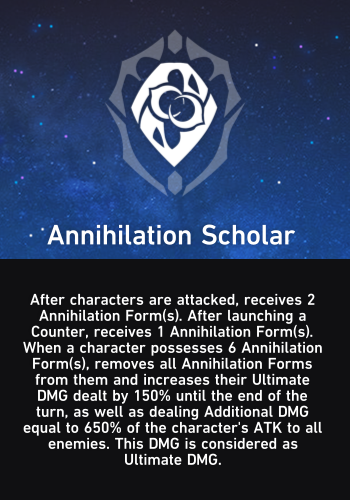 Annihilation Scholar
After characters are attacked, receives 2
Annihilation Form(s). After launching a
Counter, receives 1 Annihilation Form(s).
When a character possesses 6 Annihilation
Form(s), removes all Annihilation Forms
from them and increases their Ultimate
DMG dealt by 150% until the end of the
turn, as well as dealing Additional DMG
equal to 650% of the character's ATK to all
enemies. This DMG is considered as
Ultimate DMG.